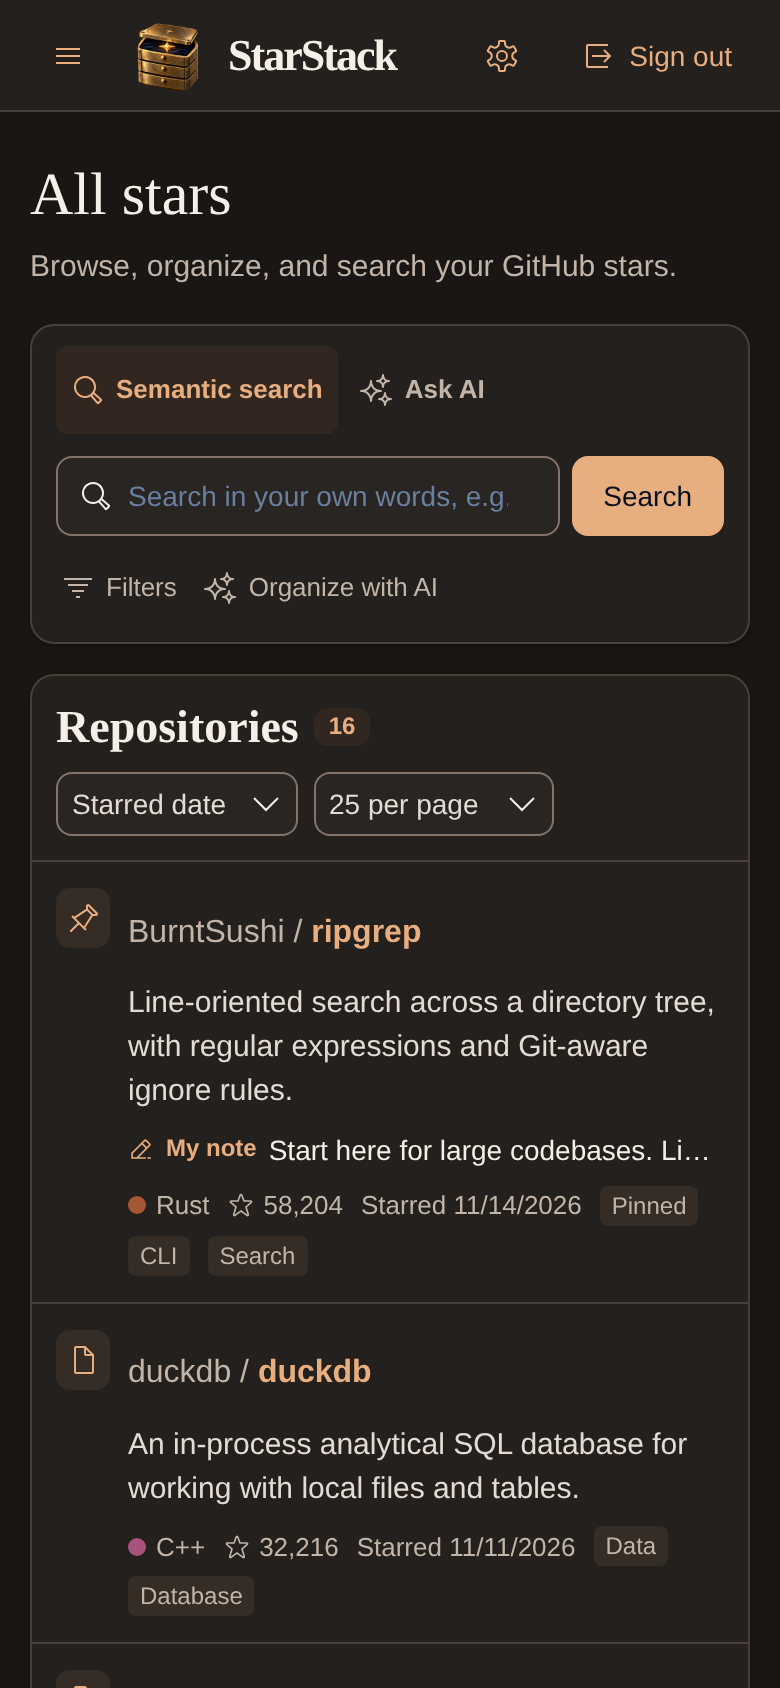 StarStack
Sign out
All stars
Browse, organize, and search your GitHub stars.
Semantic search
Ask AI
Search in your own words, e.g.
Search
Filters
Organize with AI
Repositories 16
Starred date
25 per page
BurntSushi / ripgrep
Line-oriented search across a directory tree,
with regular expressions and Git-aware
ignore rules.
My note Start here for large codebases. Li…
Rust 58,204 Starred 11/14/2026 Pinned
CLI Search
duckdb / duckdb
An in-process analytical SQL database for
working with local files and tables.
C++ 32,216 Starred 11/11/2026 Data
Database